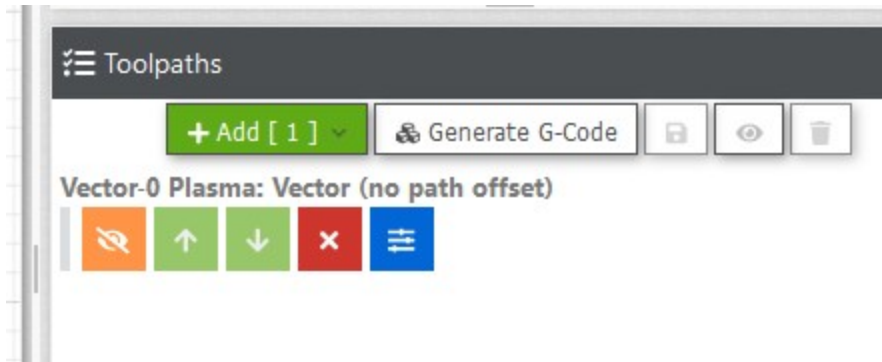 Toolpaths
Add [ 1 ] Generate G-Code
Vector-0 Plasma: Vector (no path offset)